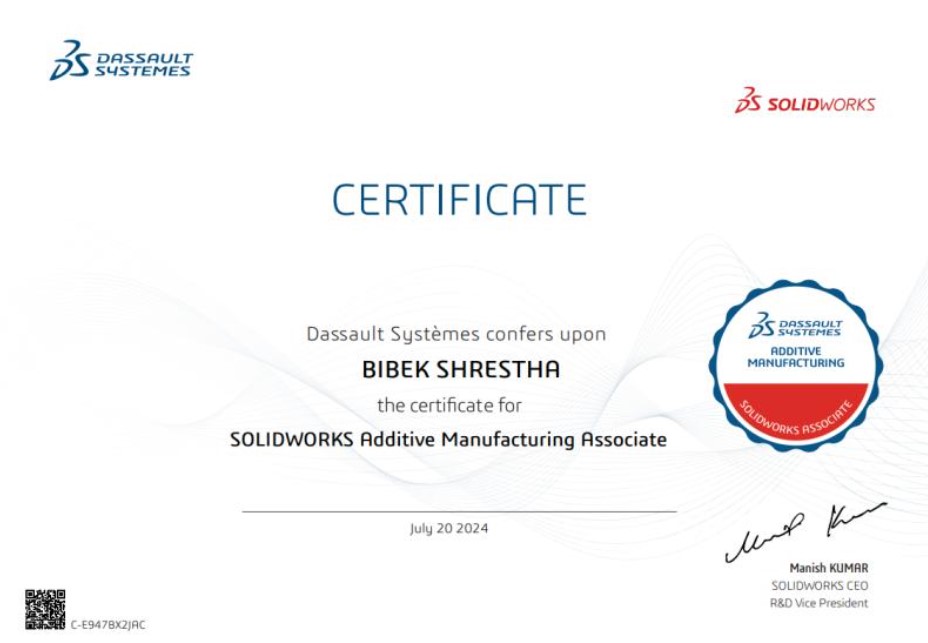 DASSAULT
SYSTEMES
SOLIDWORKS
CERTIFICATE
Dassault Systèmes confers upon
BIBEK SHRESTHA
the certificate for
SOLIDWORKS Additive Manufacturing Associate
DASSAULT
SYSTEMES
ADDITIVE
MANUFACTURING
SOLIDWORKS ASSOCIATE
July 20 2024
Manish KUMAR
SOLIDWORKS CEO
R&D Vice President
C-E947BX2JAC